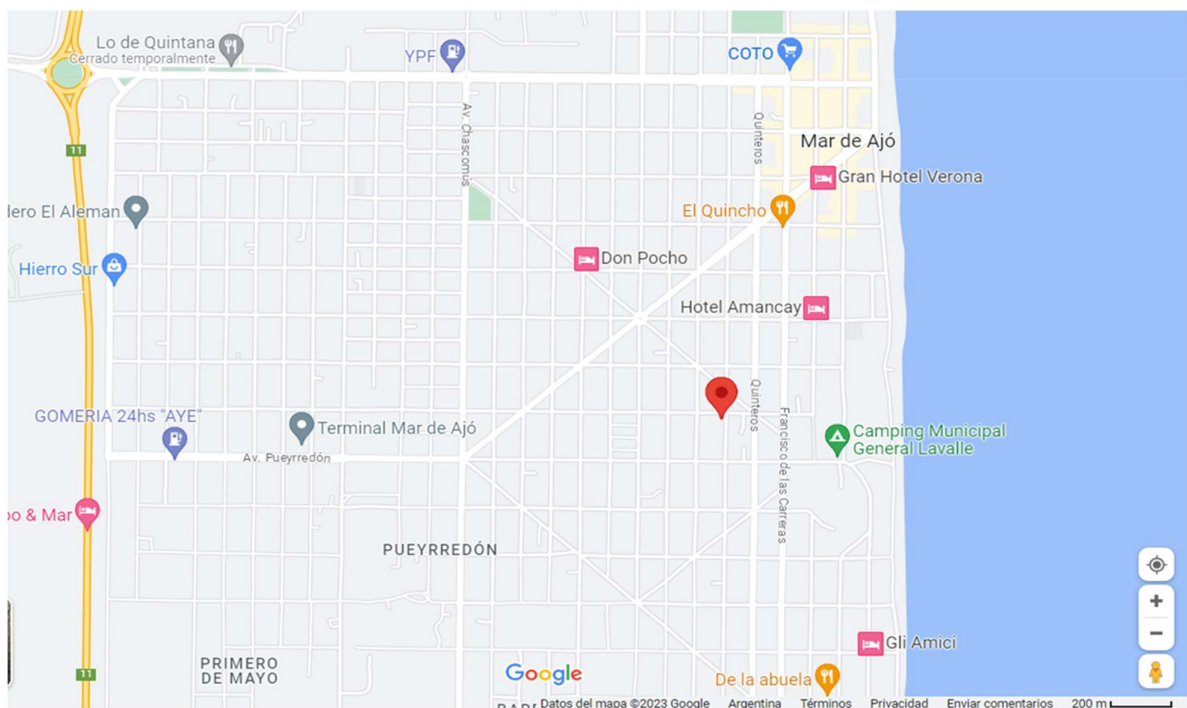 Lo de Quintana
Cerrado temporalmente
YPF
COTO
Av. Chascomús
Quinteros
Mar de Ajó
11
Gran Hotel Verona
dero El Aleman
El Quincho
Don Pocho
Hierro Sur
Hotel Amancay
Quinteros
Francisco de las Carreras
GOMERIA 24hs "AYE"
Terminal Mar de Ajó
Camping Municipal
General Lavalle
Av. Pueyrredón
oo & Mar
PUEYRREDÓN
Gli Amici
PRIMERO
DE MAYO
11
Google
De la abuela
Datos del mapa ©2023 Google Argentina Términos Privacidad Enviar comentarios 200 m